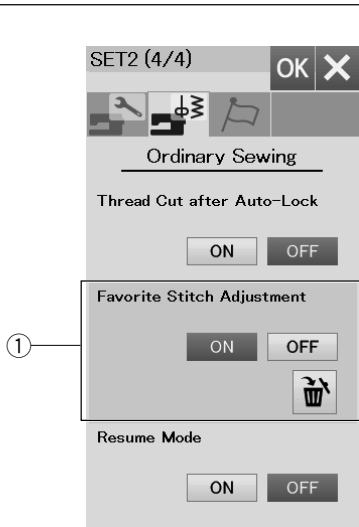 SET2 (4/4)
OK
Ordinary Sewing
Thread Cut after Auto-Lock
ON OFF
① Favorite Stitch Adjustment
ON OFF
Resume Mode
ON OFF